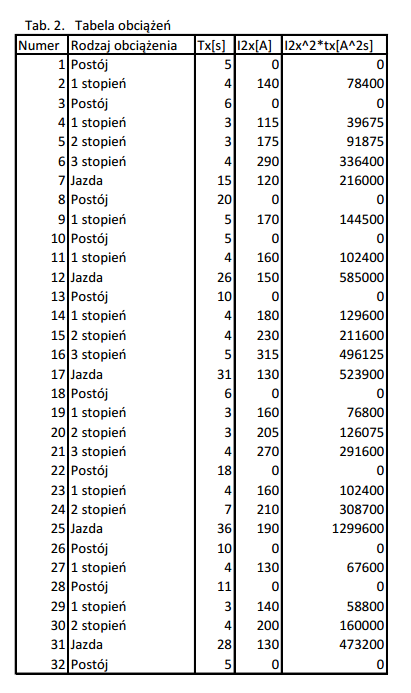 Tab. 2. Tabela obciążeń
Numer Rodzaj obciążenia Tx[s] I2x[A] I2x^2*tx[A^2s]
1 Postój 5 0 0
2 1 stopień 4 140 78400
3 Postój 6 0 0
4 1 stopień 3 115 39675
5 2 stopień 3 175 91875
6 3 stopień 4 290 336400
7 Jazda 15 120 216000
8 Postój 20 0 0
9 1 stopień 5 170 144500
10 Postój 5 0 0
11 1 stopień 4 160 102400
12 Jazda 26 150 585000
13 Postój 10 0 0
14 1 stopień 4 180 129600
15 2 stopień 4 230 211600
16 3 stopień 5 315 496125
17 Jazda 31 130 523900
18 Postój 6 0 0
19 1 stopień 3 160 76800
20 2 stopień 3 205 126075
21 3 stopień 4 270 291600
22 Postój 18 0 0
23 1 stopień 4 160 102400
24 2 stopień 7 210 308700
25 Jazda 36 190 1299600
26 Postój 10 0 0
27 1 stopień 4 130 67600
28 Postój 11 0 0
29 1 stopień 3 140 58800
30 2 stopień 4 200 160000
31 Jazda 28 130 473200
32 Postój 5 0 0